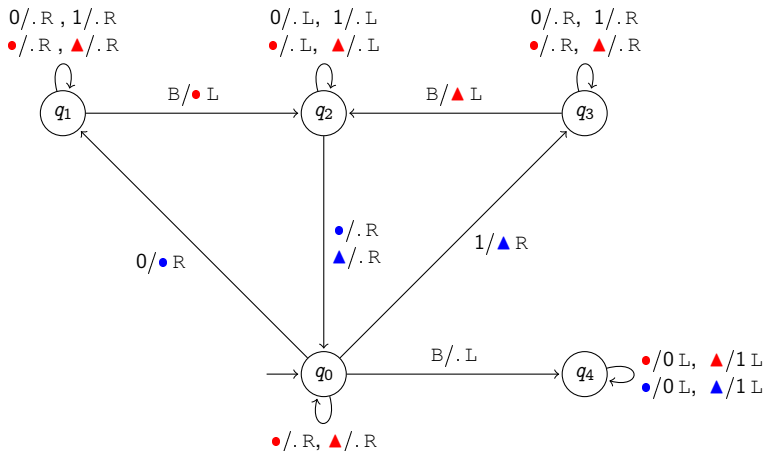 0/. R , 1/. R
●/. R , ▲/. R
0/. L, 1/. L
●/. L, ▲/. L
0/. R, 1/. R
●/. R, ▲/. R
B/● L
B/▲ L
q1
q2
q3
●/. R
▲/. R
0/● R
1/▲ R
B/. L
q0
q4
●/0 L, ▲/1 L
●/0 L, ▲/1 L
●/. R, ▲/. R